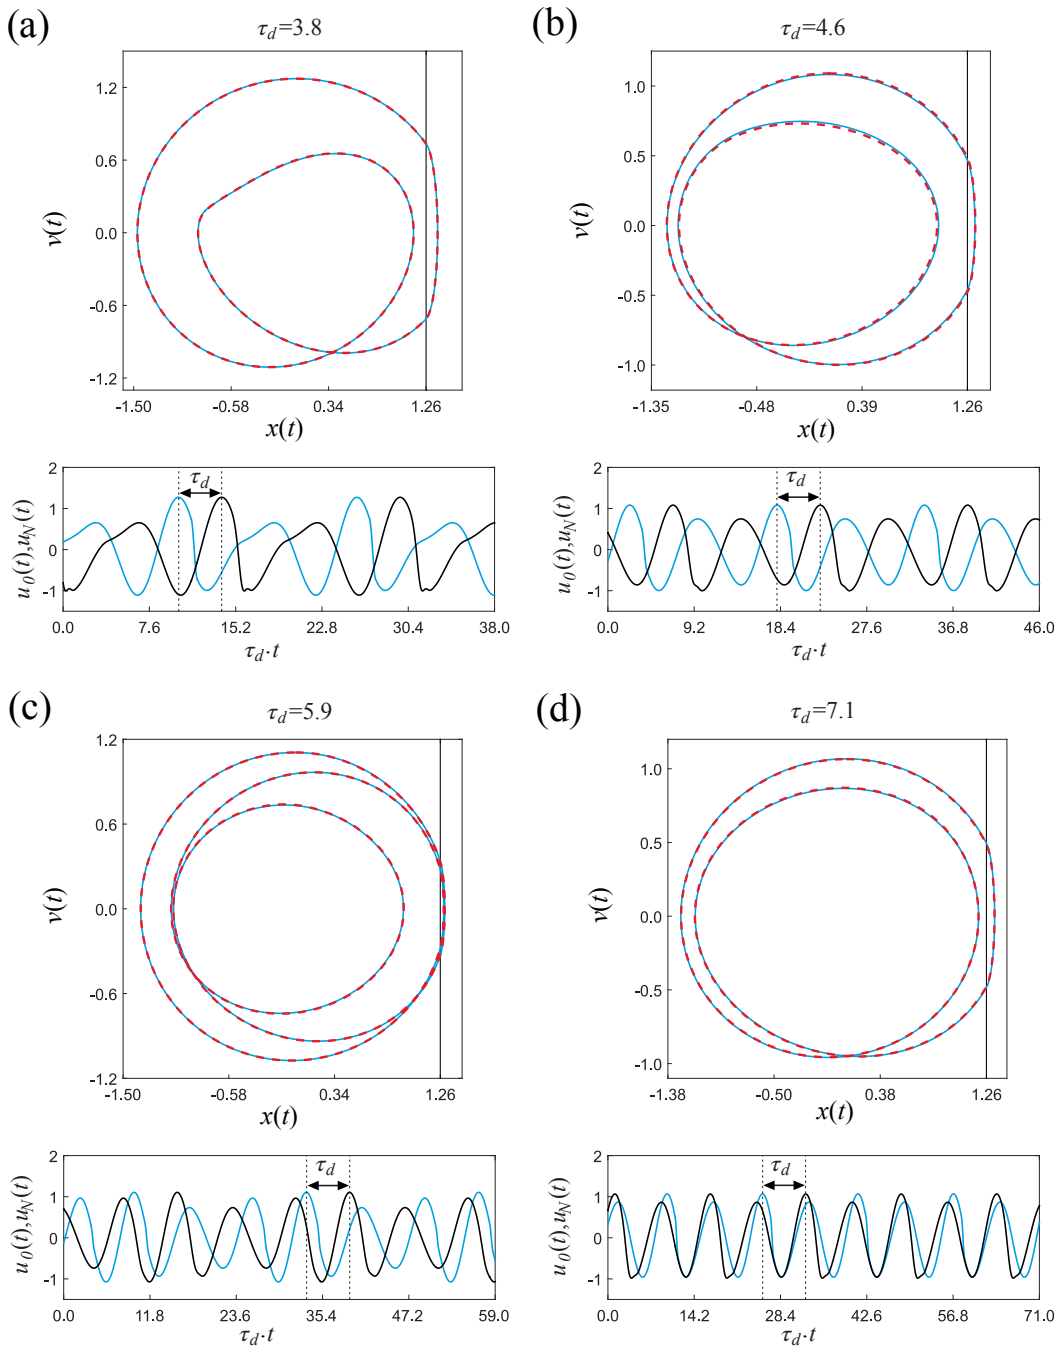 (a)
τd=3.8
1.2
0.6
0.0
-0.6
-1.2
v(t)
-1.50 -0.58 0.34 1.26
x(t)
2
1
0
-1
u0(t),uN(t)
τd
0.0 7.6 15.2 22.8 30.4 38.0
τd·t
(b)
τd=4.6
1.0
0.5
0.0
-0.5
-1.0
v(t)
-1.35 -0.48 0.39 1.26
x(t)
2
1
0
-1
u0(t),uN(t)
τd
0.0 9.2 18.4 27.6 36.8 46.0
τd·t
(c)
τd=5.9
1.2
0.6
0.0
-0.6
-1.2
v(t)
-1.50 -0.58 0.34 1.26
x(t)
2
1
0
-1
u0(t),uN(t)
τd
0.0 11.8 23.6 35.4 47.2 59.0
τd·t
(d)
τd=7.1
1.0
0.5
0.0
-0.5
-1.0
v(t)
-1.38 -0.50 0.38 1.26
x(t)
2
1
0
-1
u0(t),uN(t)
τd
0.0 14.2 28.4 42.6 56.8 71.0
τd·t